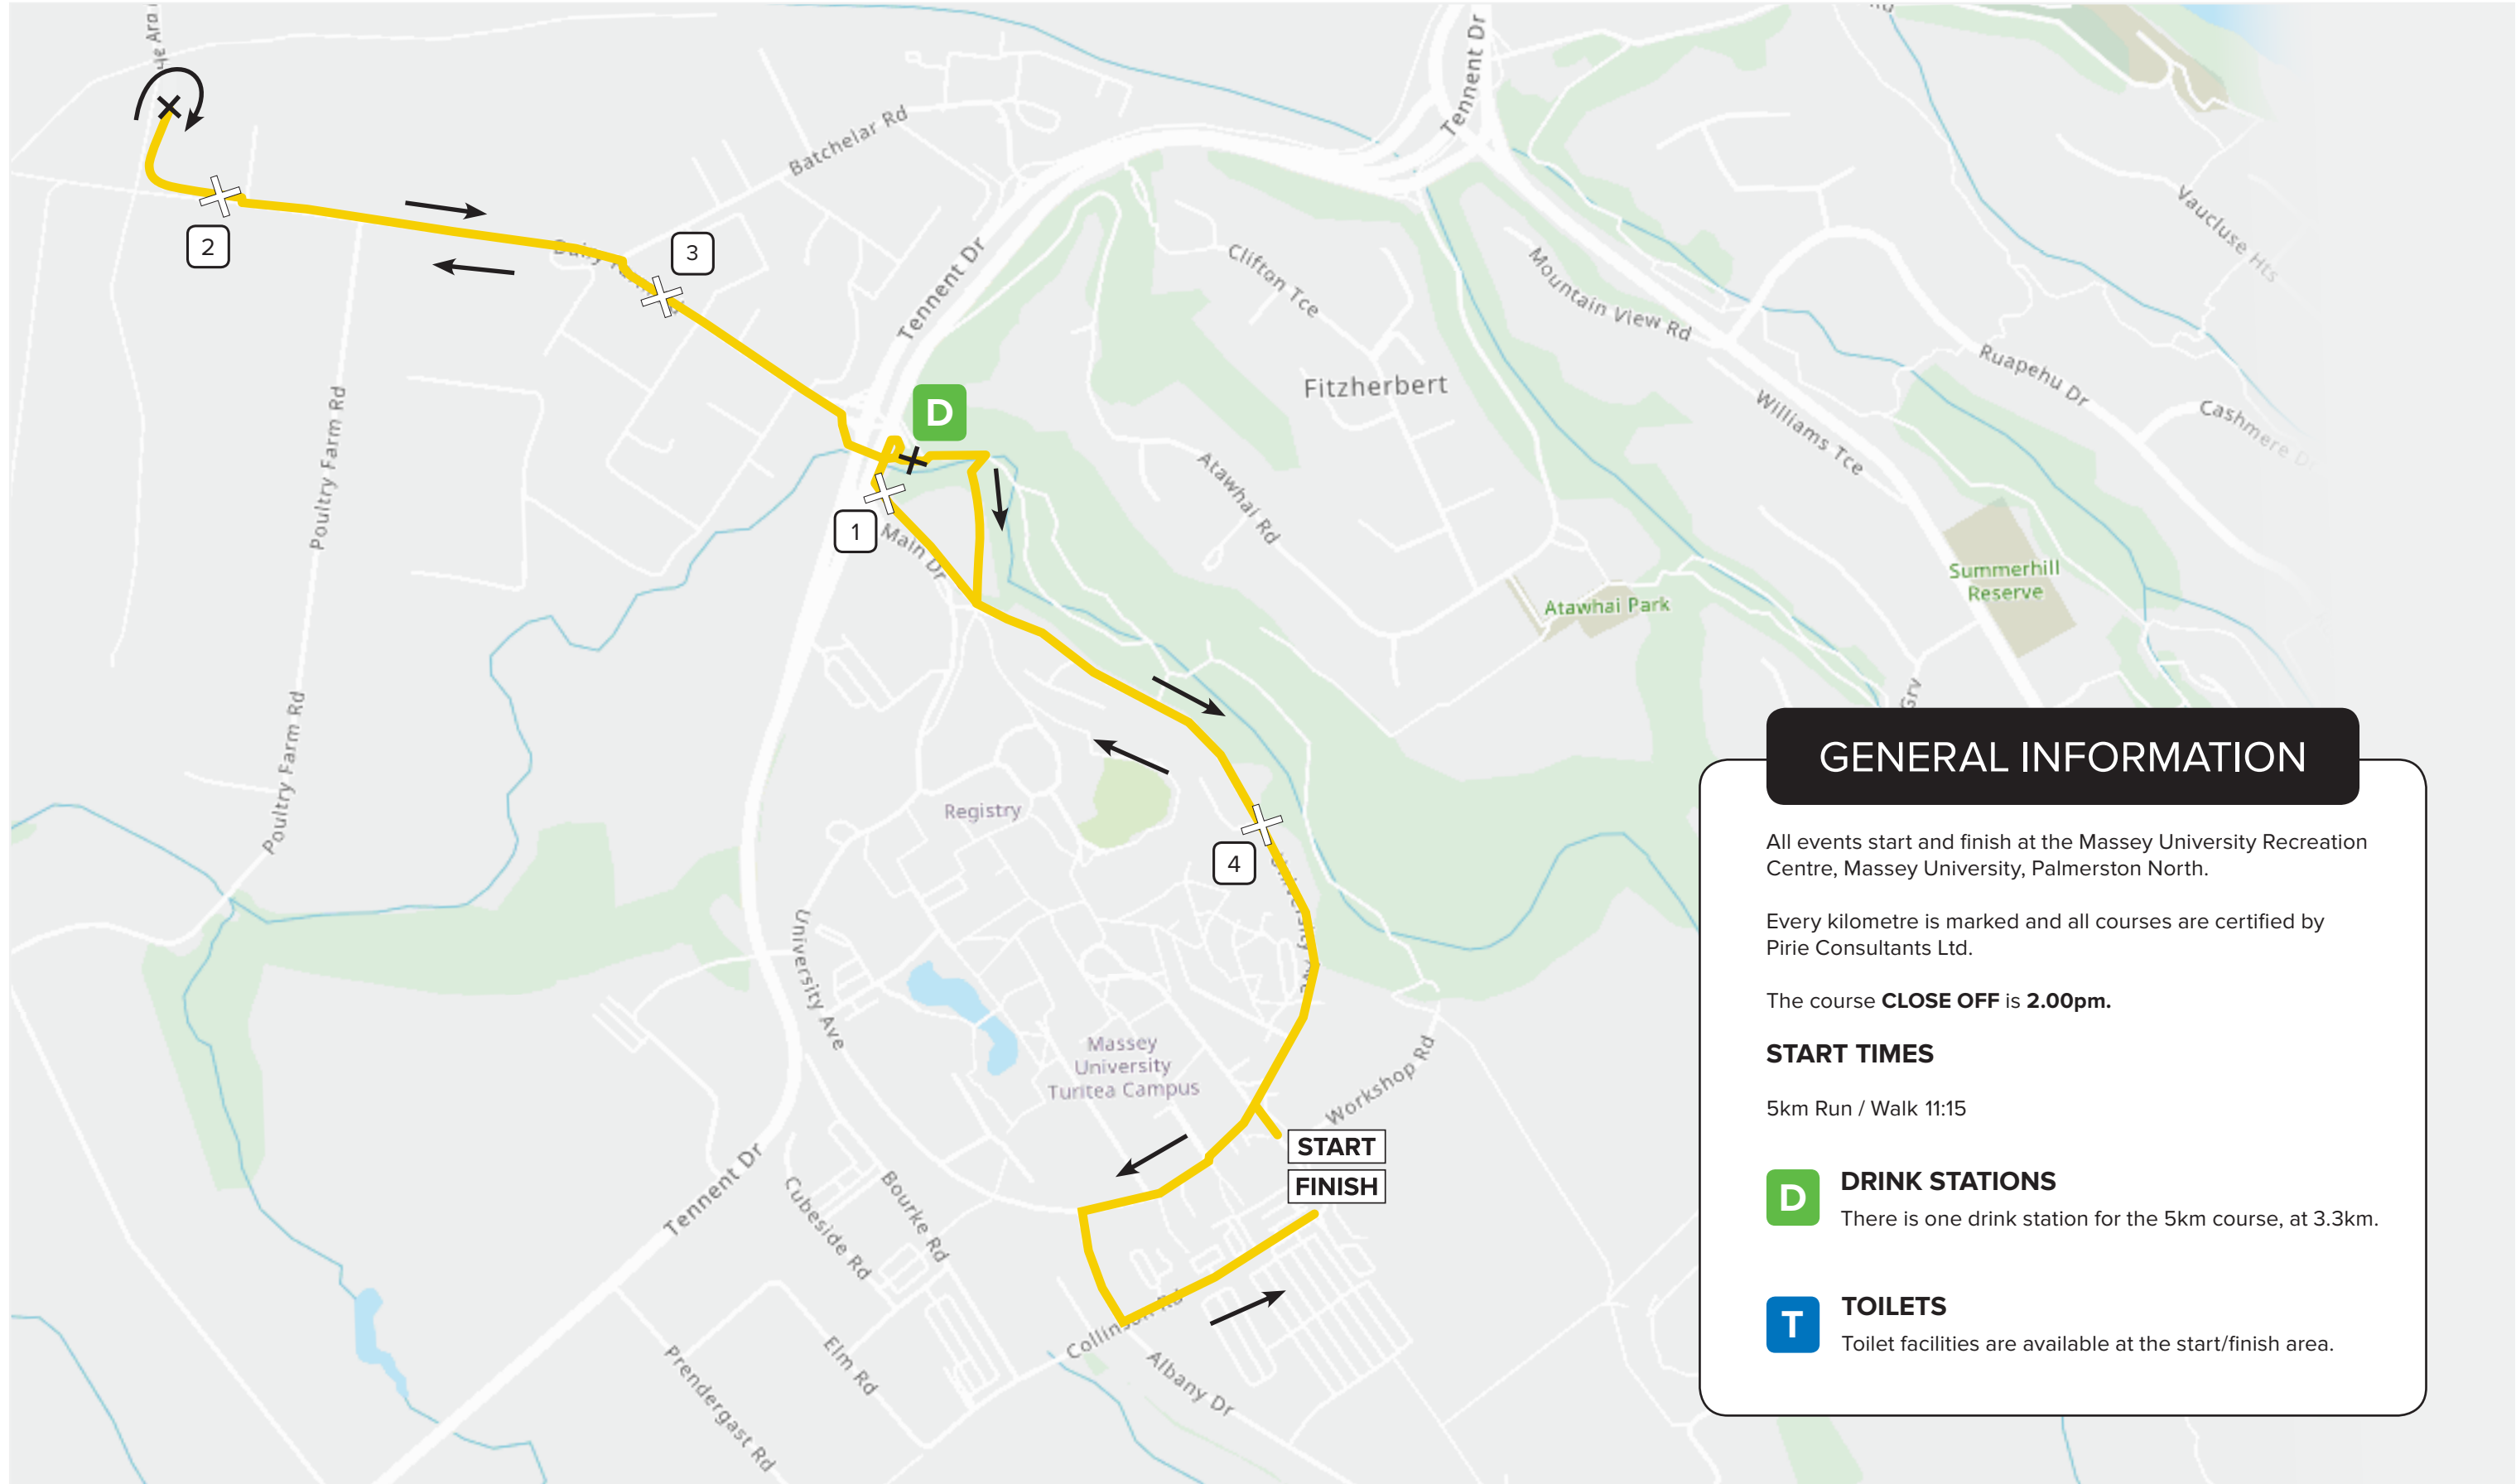 Tennent Dr
Batchelar Rd
2
3
Tennent Dr
Clifton Tce
Mountain View Rd
Vaucluse Hts
Fitzherbert
Ruapehu Dr
Cashmere Dr
Williams Tce
D
Poultry Farm Rd
Atawhai Rd
1
Main Dr
Summerhill
Reserve
Atawhai Park
Grv
Poultry Farm Rd
Registry
4
University Ave
University Ave
Massey
University
Turitea Campus
Workshop Rd
START
FINISH
Tennent Dr
Cubeside Rd
Bourke Rd
Collinson Rd
Elm Rd
Albany Dr
Prendergast Rd
GENERAL INFORMATION
All events start and finish at the Massey University Recreation
Centre, Massey University, Palmerston North.
Every kilometre is marked and all courses are certified by
Pirie Consultants Ltd.
The course CLOSE OFF is 2.00pm.
START TIMES
5km Run / Walk 11:15
D
DRINK STATIONS
There is one drink station for the 5km course, at 3.3km.
T
TOILETS
Toilet facilities are available at the start/finish area.